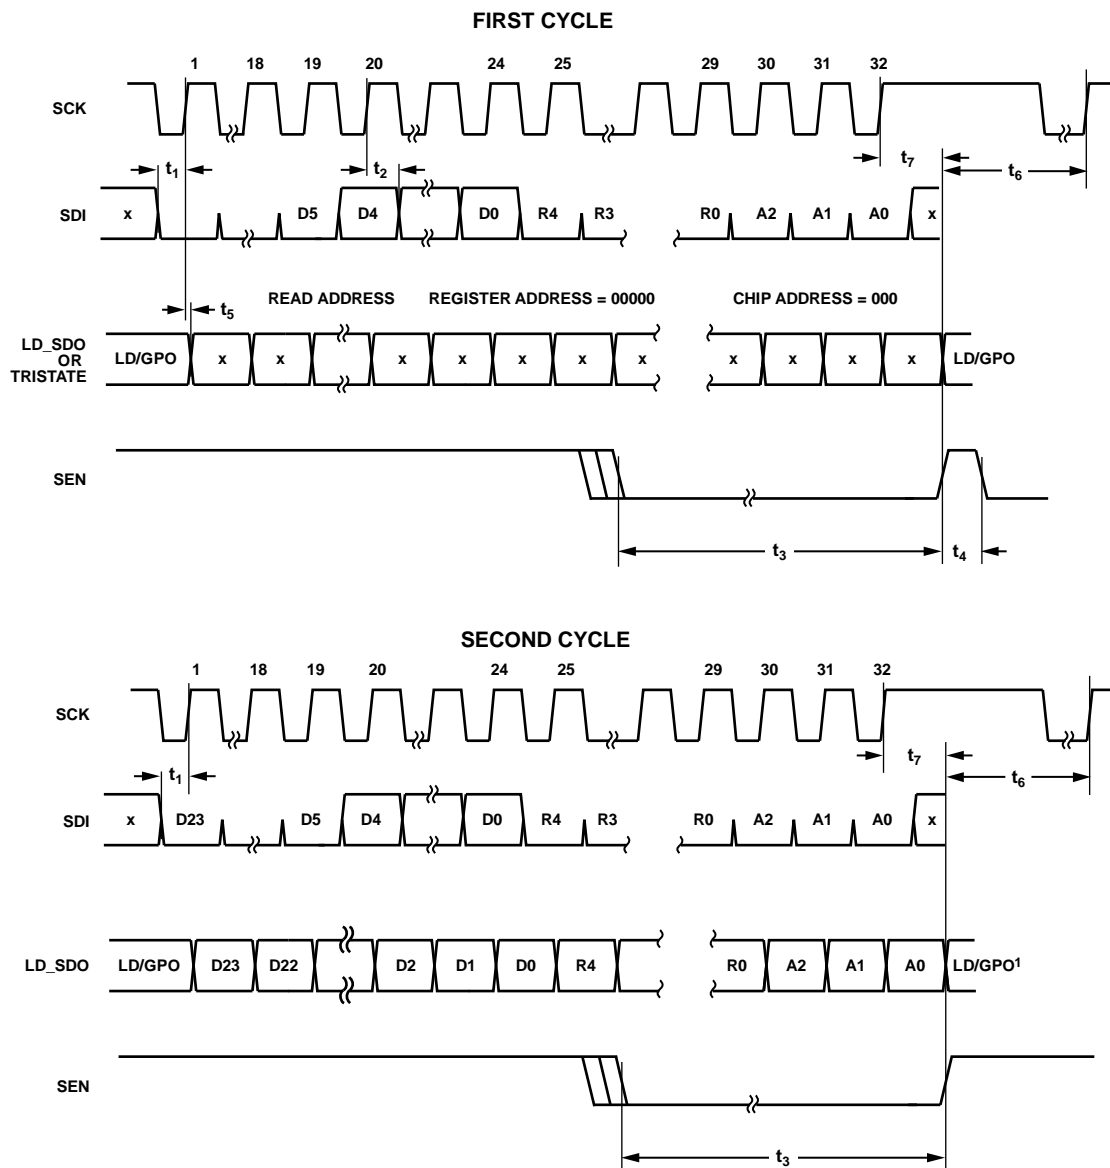 FIRST CYCLE
1 18 19 20 24 25 29 30 31 32
SCK
t7
t1 t2 t6
SDI x D5 D4 D0 R4 R3 R0 A2 A1 A0 x
READ ADDRESS REGISTER ADDRESS = 00000 CHIP ADDRESS = 000
t5
LD_SDO
OR
TRISTATE
LD/GPO x x x x x x x x x x x LD/GPO
SEN
t3 t4
SECOND CYCLE
1 18 19 20 24 25 29 30 31 32
SCK
t7
t1 t6
SDI x D23 D5 D4 D0 R4 R3 R0 A2 A1 A0 x
LD_SDO LD/GPO D23 D22 D2 D1 D0 R4 R0 A2 A1 A0 LD/GPO1
SEN
t3